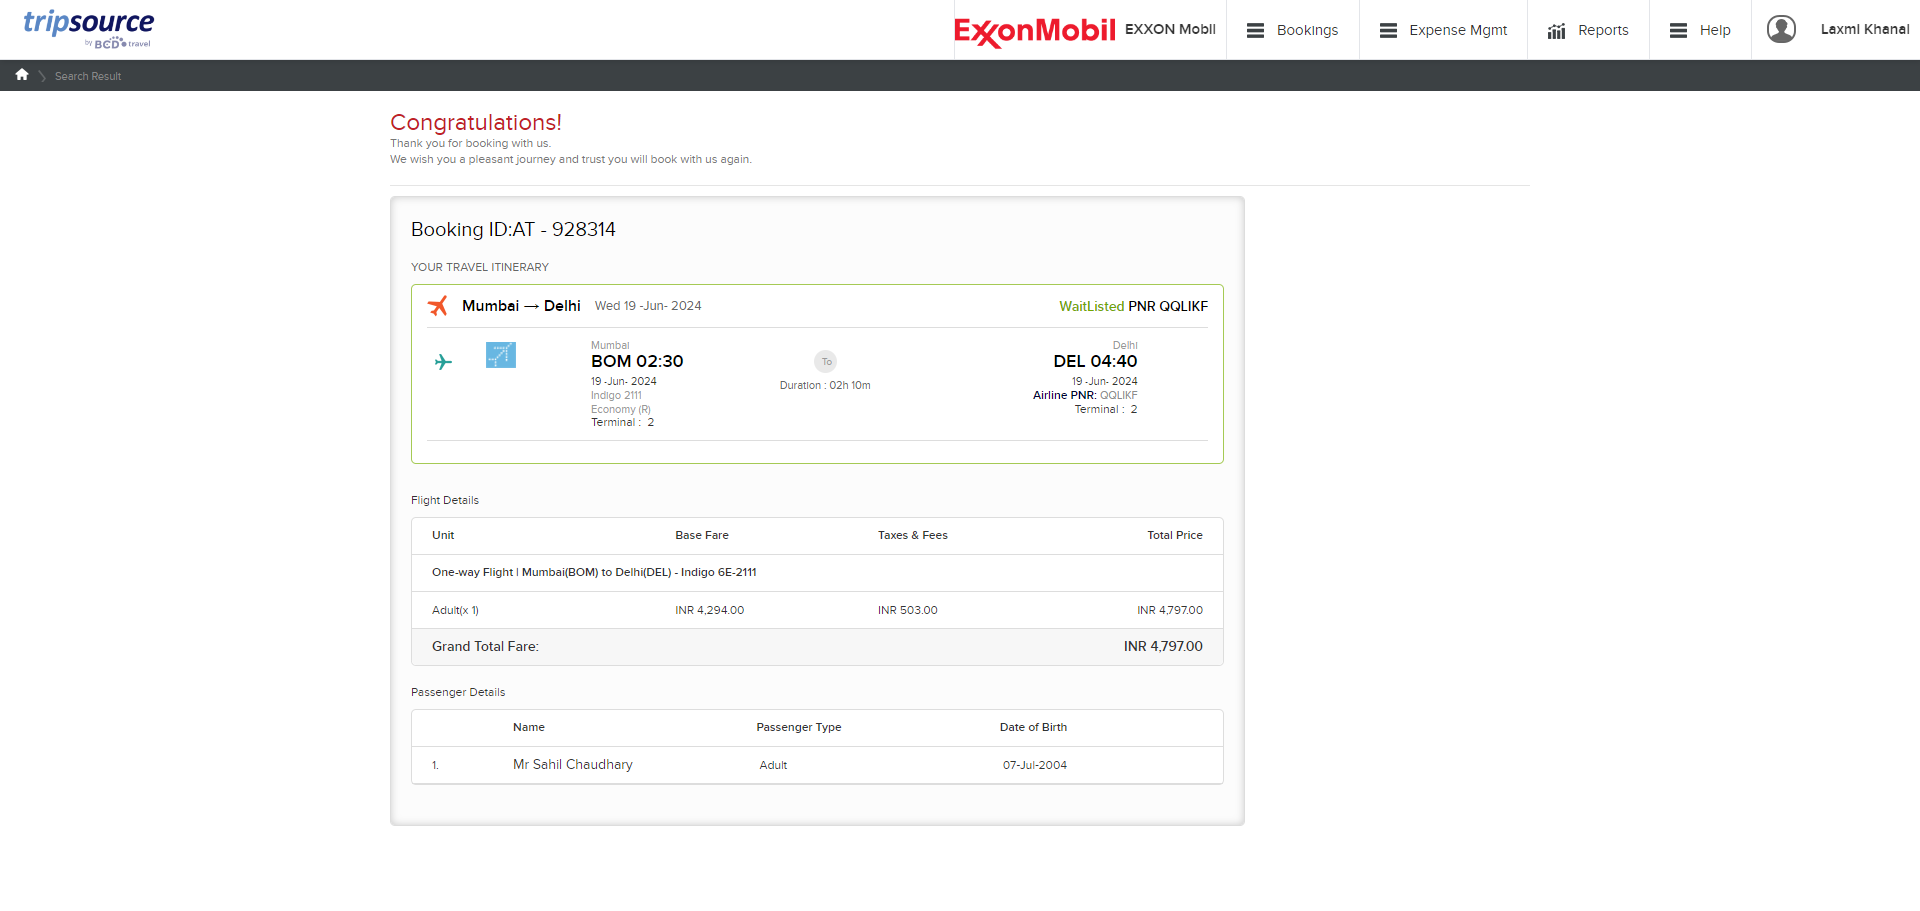 tripsource
by BCD travel
ExxonMobil EXXON Mobil Bookings Expense Mgmt Reports Help Laxmi Khanal
Search Result
Congratulations!
Thank you for booking with us.
We wish you a pleasant journey and trust you will book with us again.
Booking ID:AT - 928314
YOUR TRAVEL ITINERARY
Mumbai → Delhi Wed 19 -Jun- 2024 WaitListed PNR QQLIKF
Mumbai
BOM 02:30
19 -Jun- 2024
Indigo 2111
Economy (R)
Terminal : 2
To
Duration : 02h 10m
Delhi
DEL 04:40
19 -Jun- 2024
Airline PNR: QQLIKF
Terminal : 2
Flight Details
Unit Base Fare Taxes & Fees Total Price
One-way Flight | Mumbai(BOM) to Delhi(DEL) - Indigo 6E-2111
Adult(x 1) INR 4,294.00 INR 503.00 INR 4,797.00
Grand Total Fare: INR 4,797.00
Passenger Details
Name Passenger Type Date of Birth
1. Mr Sahil Chaudhary Adult 07-Jul-2004